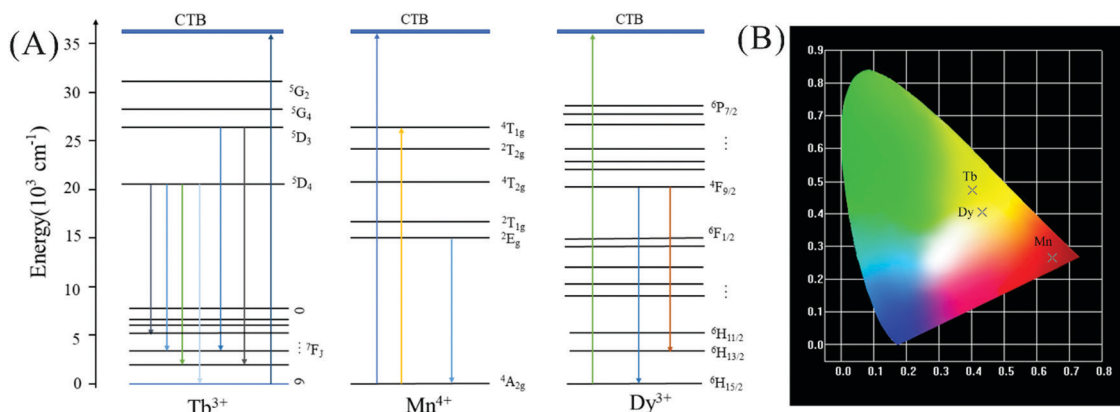 (A)
CTB
CTB
CTB
35
30
25
20
15
10
5
0
Energy(10³ cm⁻¹)
⁵G₂
⁵G₄
⁵D₃
⁵D₄
0
⋮ ⁷F_J
6
Tb³⁺
⁴T₁g
²T₂g
⁴T₂g
²T₁g
²Eg
⁴A₂g
Mn⁴⁺
⁶P₇/₂
⋮
⁴F₉/₂
⁶F₁/₂
⋮
⁶H₁₁/₂
⁶H₁₃/₂
⁶H₁₅/₂
Dy³⁺
(B)
0.9
0.8
0.7
0.6
0.5
0.4
0.3
0.2
0.1
0.0
Tb
Dy
Mn
0.0 0.1 0.2 0.3 0.4 0.5 0.6 0.7 0.8